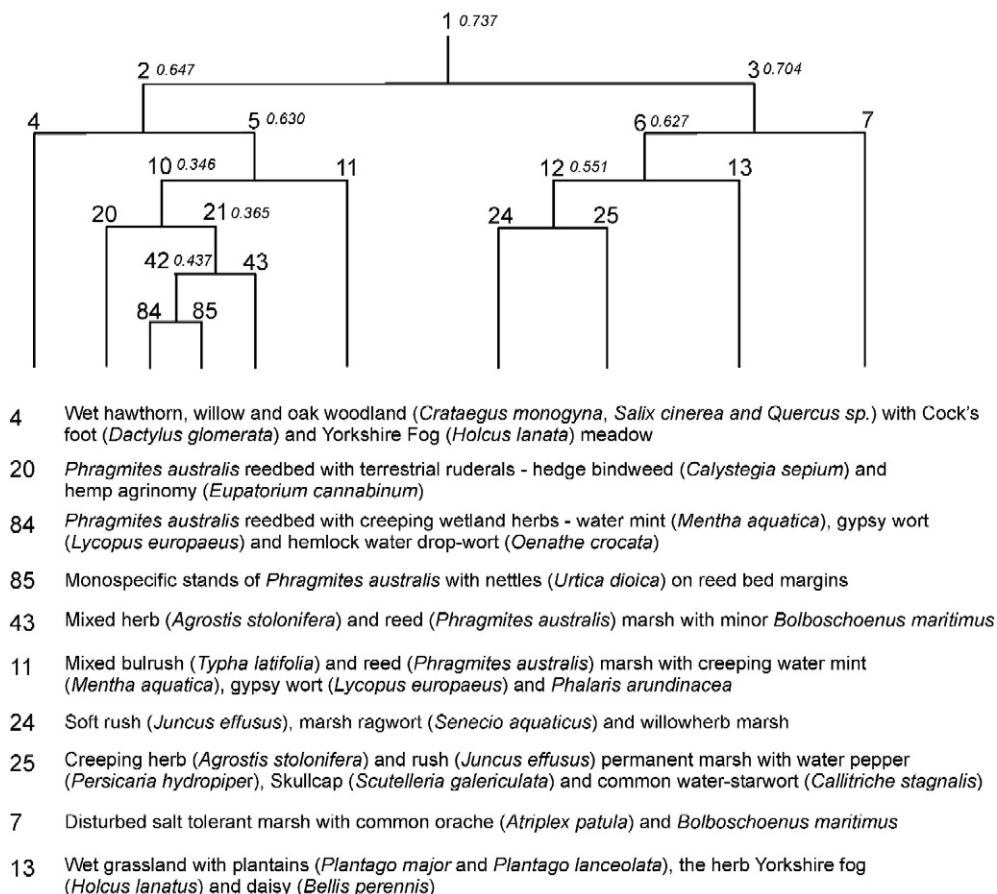 1 0.737
2 0.647
3 0.704
4
5 0.630
6 0.627
7
10 0.346
11
12 0.551
13
20
21 0.365
24
25
42 0.437
43
84
85
4 Wet hawthorn, willow and oak woodland (Crataegus monogyna, Salix cinerea and Quercus sp.) with Cock's
foot (Dactylus glomerata) and Yorkshire Fog (Holcus lanata) meadow
20 Phragmites australis reedbed with terrestrial ruderals - hedge bindweed (Calystegia sepium) and
hemp agrinomy (Eupatorium cannabinum)
84 Phragmites australis reedbed with creeping wetland herbs - water mint (Mentha aquatica), gypsy wort
(Lycopus europaeus) and hemlock water drop-wort (Oenathe crocata)
85 Monospecific stands of Phragmites australis with nettles (Urtica dioica) on reed bed margins
43 Mixed herb (Agrostis stolonifera) and reed (Phragmites australis) marsh with minor Bolboschoenus maritimus
11 Mixed bulrush (Typha latifolia) and reed (Phragmites australis) marsh with creeping water mint
(Mentha aquatica), gypsy wort (Lycopus europaeus) and Phalaris arundinacea
24 Soft rush (Juncus effusus), marsh ragwort (Senecio aquaticus) and willowherb marsh
25 Creeping herb (Agrostis stolonifera) and rush (Juncus effusus) permanent marsh with water pepper
(Persicaria hydropiper), Skullcap (Scutelleria galericulata) and common water-starwort (Callitriche stagnalis)
7 Disturbed salt tolerant marsh with common orache (Atriplex patula) and Bolboschoenus maritimus
13 Wet grassland with plantains (Plantago major and Plantago lanceolata), the herb Yorkshire fog
(Holcus lanatus) and daisy (Bellis perennis)